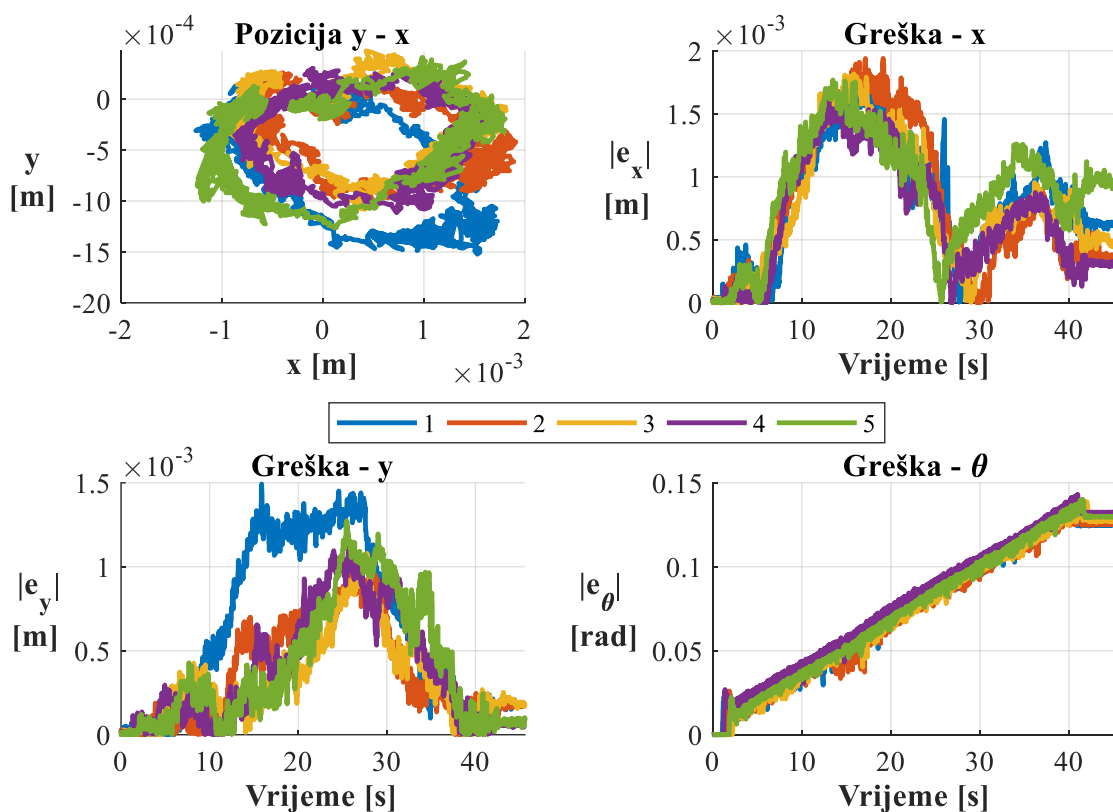 ×10⁻⁴
Pozicija y - x
0
-5
-10
-15
-20
y
[m]
-2
-1
0
1
2
x [m]
×10⁻³
×10⁻³
Greška - x
2
1.5
1
0.5
0
|eₓ|
[m]
0
10
20
30
40
Vrijeme [s]
1
2
3
4
5
×10⁻³
Greška - y
1.5
1
0.5
0
|e_y|
[m]
0
10
20
30
40
Vrijeme [s]
Greška - θ
0.15
0.1
0.05
0
|e_θ|
[rad]
0
10
20
30
40
Vrijeme [s]